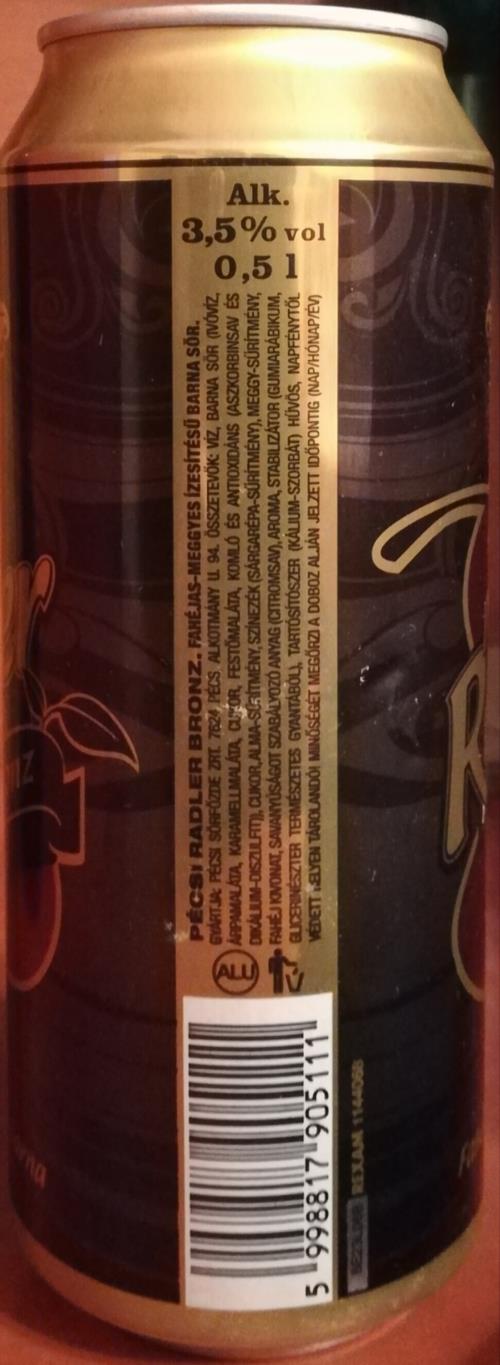 Alk.
3,5% vol
0,5 l
PÉCSI RADLER BRONZ. FAHÉJAS-MEGGYES ÍZESÍTÉSŰ BARNA SÖR.
GYÁRTJA: PÉCSI SÖRFŐZDE ZRT. 7624 PÉCS, ALKOTMÁNY U. 94. ÖSSZETEVŐK: VÍZ, BARNA SÖR (IVÓVÍZ,
ÁRPAMALÁTA, KARAMELLMALÁTA, CUKOR, FESTŐMALÁTA, KOMLÓ ÉS ANTIOXIDÁNS (ASZKORBINSAV ÉS
DIKÁLIUM-DISZULFIT)), CUKOR, ALMA-SŰRÍTMÉNY, SZÍNEZÉK (SÁRGARÉPA-SŰRÍTMÉNY), MEGGY-SŰRÍTMÉNY,
FAHÉJ KIVONAT, SAVANYÚSÁGOT SZABÁLYOZÓ ANYAG (CITROMSAV), AROMA, STABILIZÁTOR (GUMIARÁBIKUM,
GLICERINÉSZTER TERMÉSZETES GYANTÁBÓL), TARTÓSÍTÓSZER (KÁLIUM-SZORBÁT) HŰVÖS, NAPFÉNYTŐL
VÉDETT HELYEN TÁROLANDÓ! MINŐSÉGÉT MEGŐRZI A DOBOZ ALJÁN JELZETT IDŐPONTIG (NAP/HÓNAP/ÉV)
5 998817 905111
REXAM 1144068